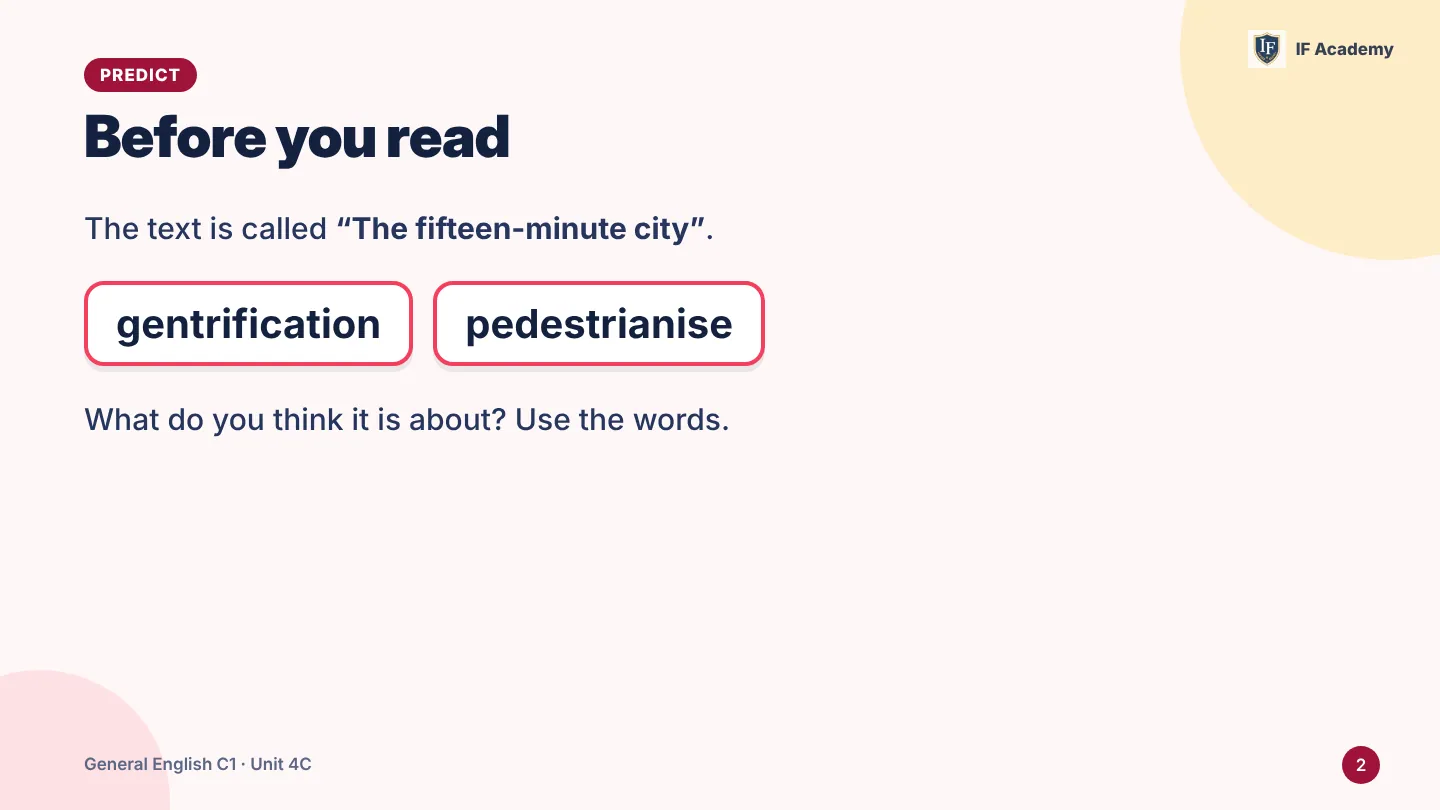 IF
IF Academy
PREDICT
Before you read
The text is called “The fifteen-minute city”.
gentrification
pedestrianise
What do you think it is about? Use the words.
General English C1 · Unit 4C
2